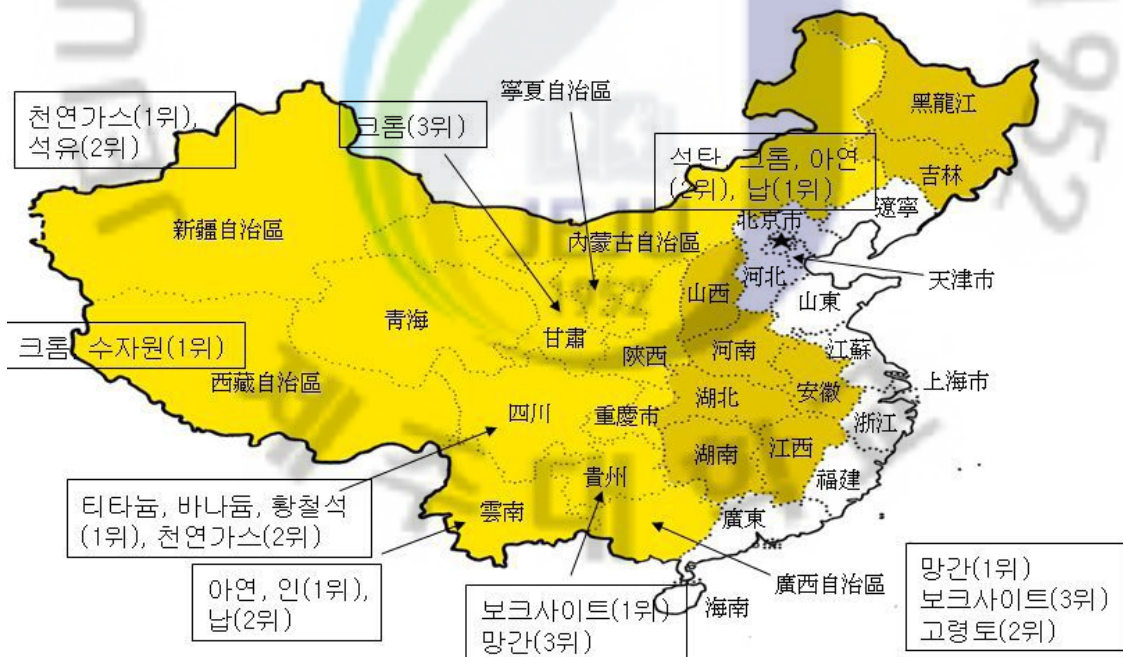 1952
寧夏自治區
黑龍江
천연가스(1위),
석유(2위)
크롬(3위)
석탄, 크롬, 아연
(2위), 납(1위)
吉林
遼寧
北京市
新疆自治區
內蒙古自治區
JEJU
1952
河北
天津市
山西
山東
靑海
甘肅
크롬, 수자원(1위)
陝西
河南
江蘇
西藏自治區
安徽
上海市
四川
重慶市
湖北
浙江
湖南
江西
貴州
福建
티타늄, 바나듐, 황철석
(1위), 천연가스(2위)
雲南
廣東
아연, 인(1위),
납(2위)
보크사이트(1위)
망간(3위)
廣西自治區
海南
망간(1위)
보크사이트(3위)
고령토(2위)